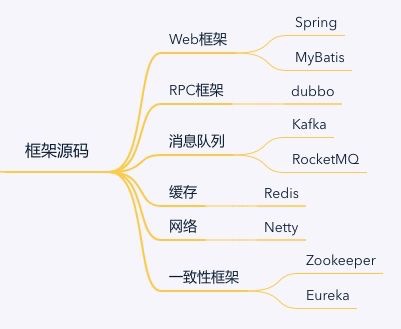 框架源码
Web框架
Spring
MyBatis
RPC框架
dubbo
消息队列
Kafka
RocketMQ
缓存
Redis
网络
Netty
一致性框架
Zookeeper
Eureka